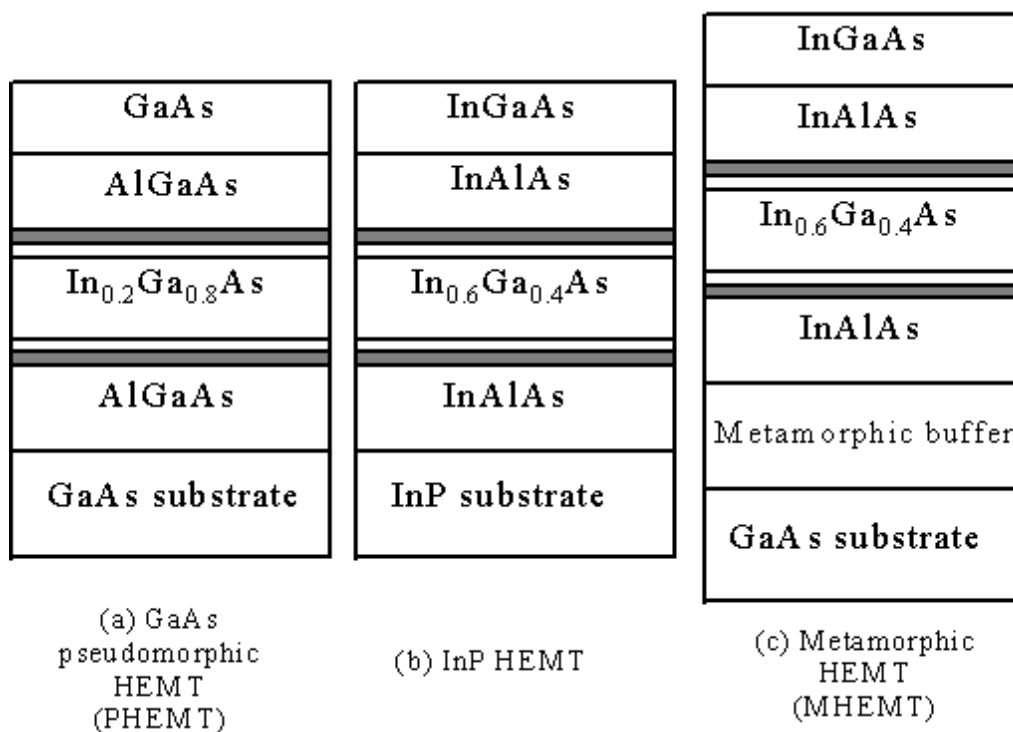 GaAs
AlGaAs
In₀.₂Ga₀.₈As
AlGaAs
GaAs substrate
(a) GaAs
pseudomorphic
HEMT
(PHEMT)
InGaAs
InAlAs
In₀.₆Ga₀.₄As
InAlAs
InP substrate
(b) InP HEMT
InGaAs
InAlAs
In₀.₆Ga₀.₄As
InAlAs
Metamorphic buffer
GaAs substrate
(c) Metamorphic
HEMT
(MHEMT)